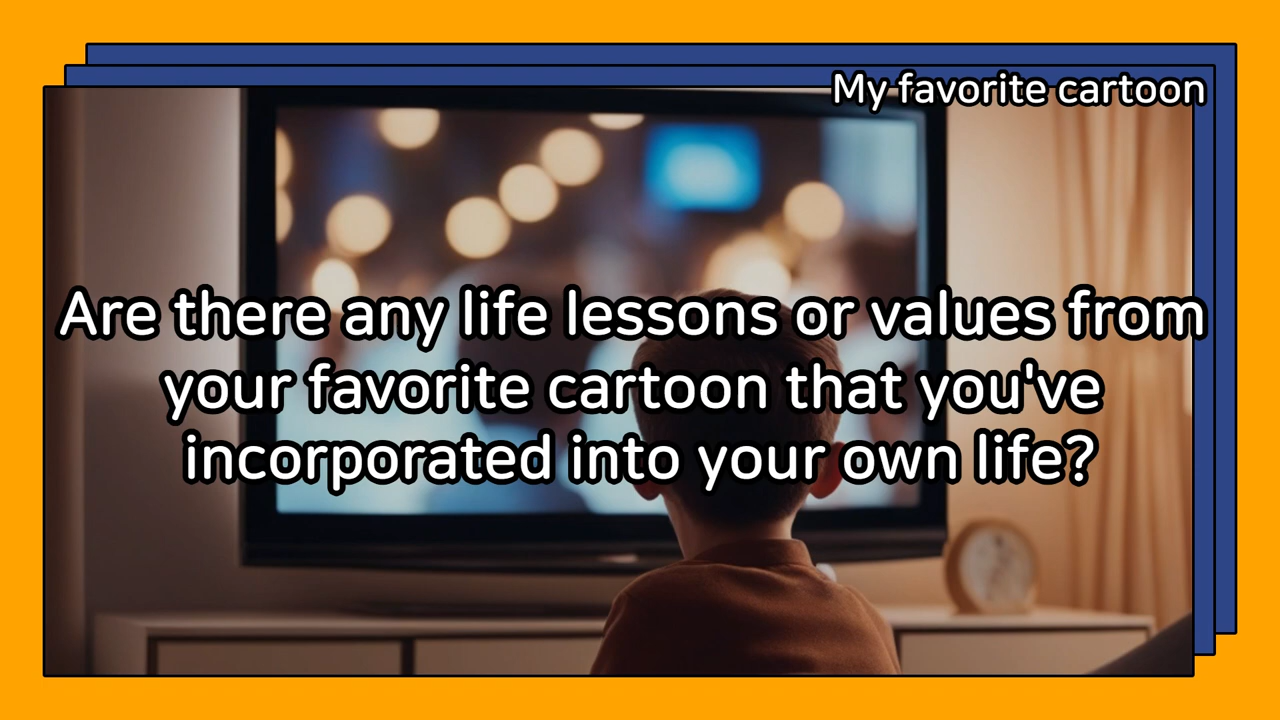 My favorite cartoon
Are there any life lessons or values from
your favorite cartoon that you've
incorporated into your own life?